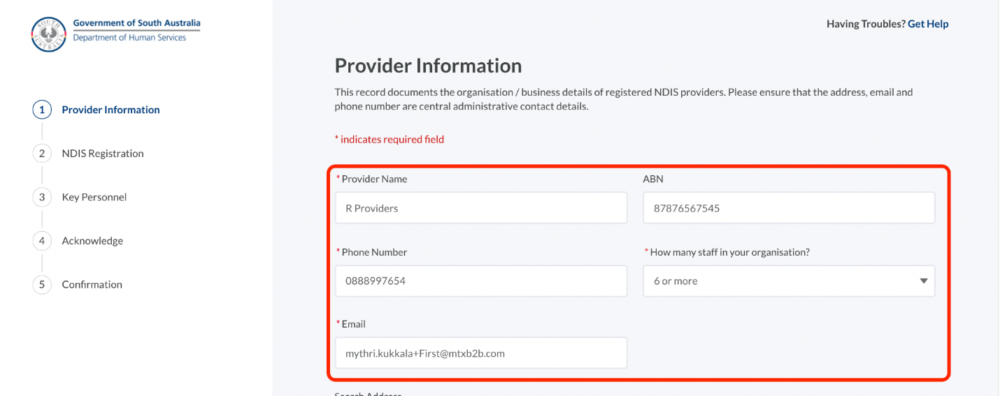 Government of South Australia
Department of Human Services
Having Troubles? Get Help
Provider Information
This record documents the organisation / business details of registered NDIS providers. Please ensure that the address, email and
phone number are central administrative contact details.
* indicates required field
1 Provider Information
2 NDIS Registration
3 Key Personnel
4 Acknowledge
5 Confirmation
* Provider Name
R Providers
ABN
87876567545
* Phone Number
0888997654
* How many staff in your organisation?
6 or more
* Email
mythri.kukkala+First@mtxb2b.com
Search Address